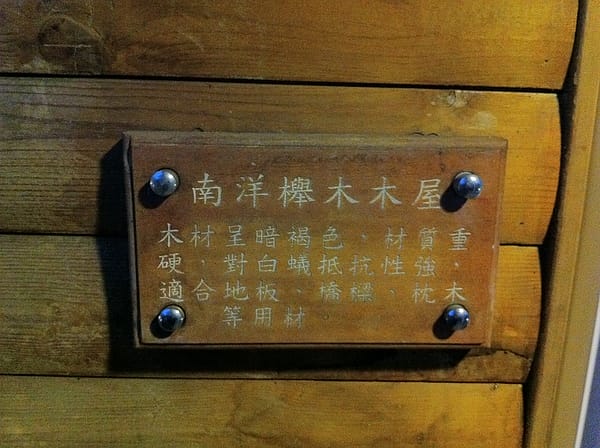 南洋櫸木木屋
木材呈暗褐色、材質重
硬，對白蟻抵抗性強，
適合地板、橋樑、枕木
等用材。